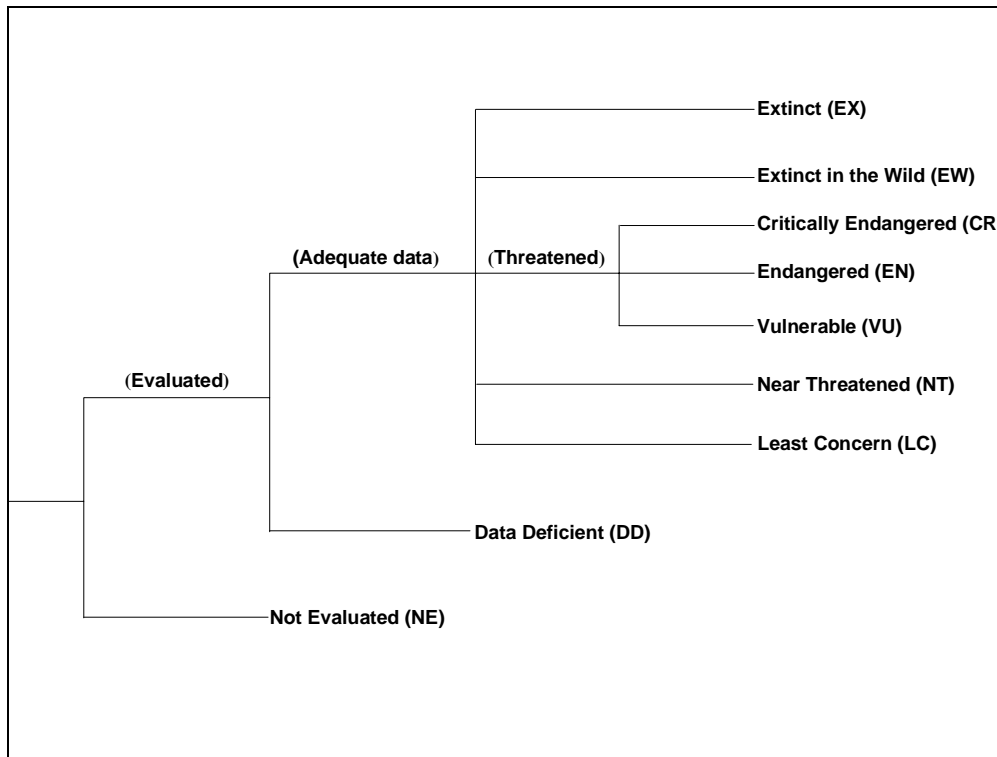 Extinct (EX)
Extinct in the Wild (EW)
Critically Endangered (CR
(Adequate data) (Threatened)
Endangered (EN)
Vulnerable (VU)
(Evaluated)
Near Threatened (NT)
Least Concern (LC)
Data Deficient (DD)
Not Evaluated (NE)